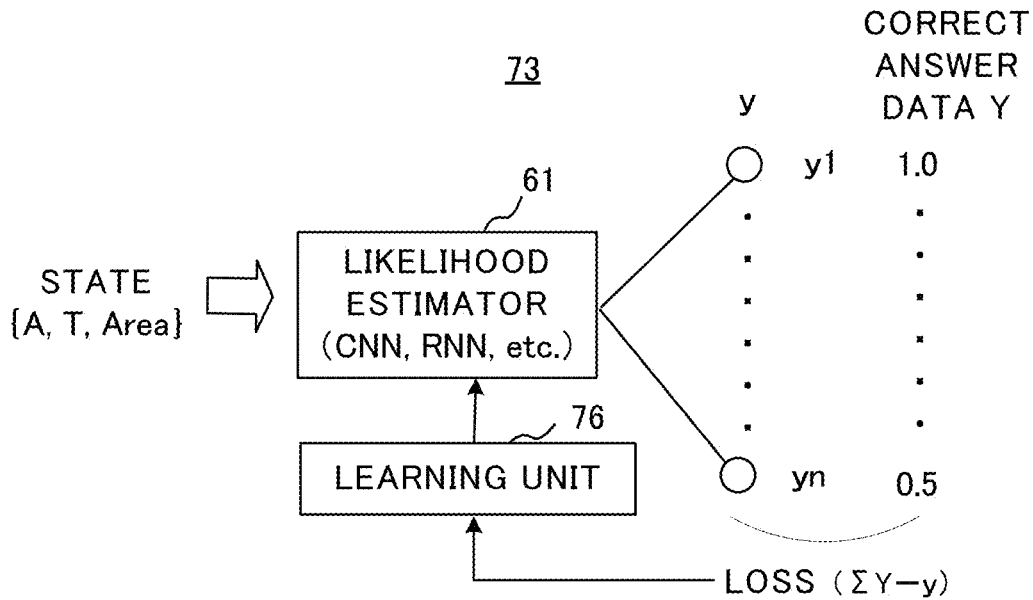 CORRECT
ANSWER
DATA Y
73
y
y1 1.0
61
LIKELIHOOD
ESTIMATOR
(CNN, RNN, etc.)
STATE
{A, T, Area}
76
LEARNING UNIT
yn 0.5
LOSS (ΣY−y)